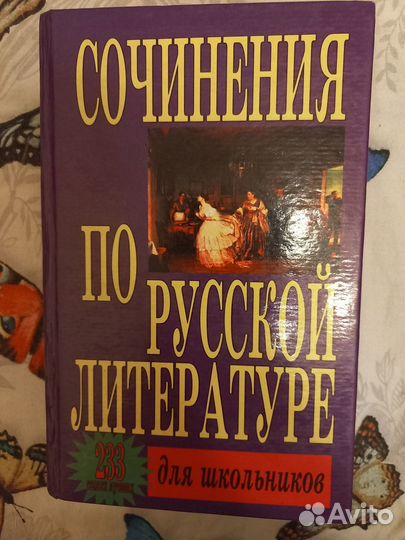 СОЧИНЕНИЯ
ПО
РУССКОЙ
ЛИТЕРАТУРЕ
233
для школьников
Avito